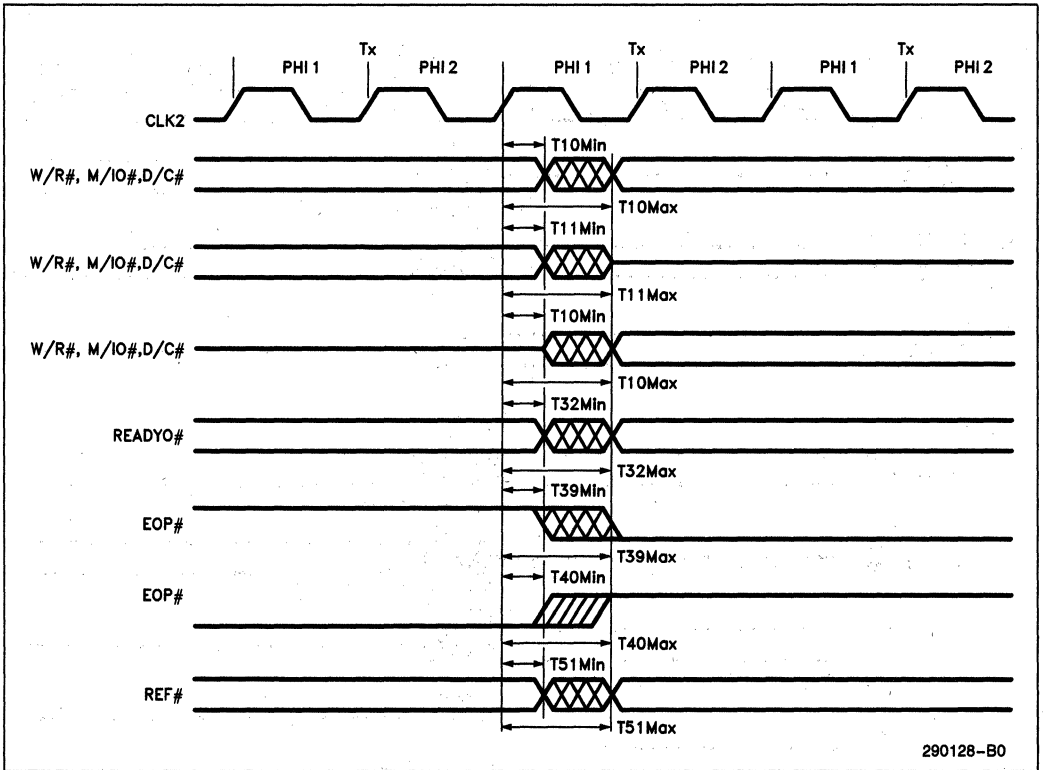 Tx Tx Tx
PHI 1 PHI 2 PHI 1 PHI 2 PHI 1 PHI 2
CLK2
T10Min
W/R#, M/IO#,D/C#
T10Max
T11Min
W/R#, M/IO#,D/C#
T11Max
T10Min
W/R#, M/IO#,D/C#
T10Max
T32Min
READYO#
T32Max
T39Min
EOP#
T39Max
T40Min
EOP#
T40Max
T51Min
REF#
T51Max
290128-B0